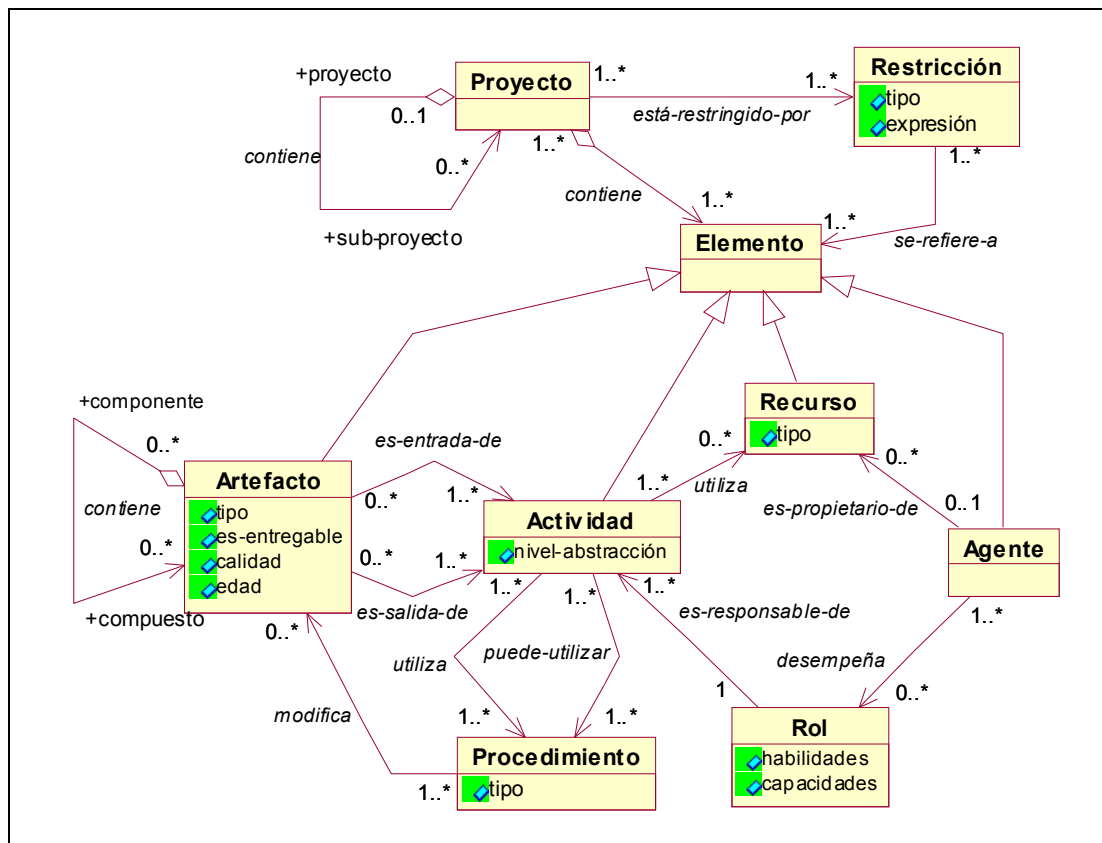 +proyecto
0..1
contiene
0..*
+sub-proyecto
Proyecto
1..*
está-restringido-por
1..*
Restricción
tipo
expresión
1..*
contiene
1..*
1..*
1..*
se-refiere-a
Elemento
+componente
0..*
contiene
0..*
+compuesto
Artefacto
tipo
es-entregable
calidad
edad
0..*
es-entrada-de
0..*
1..*
0..*
1..*
es-salida-de
Actividad
nivel-abstracción
1..*
utiliza
0..*
Recurso
tipo
0..*
es-propietario-de
0..1
Agente
1..*
desempeña
0..*
1..*
es-responsable-de
1
Rol
habilidades
capacidades
1..*
utiliza
1..*
1..*
puede-utilizar
1..*
modifica
1..*
Procedimiento
tipo